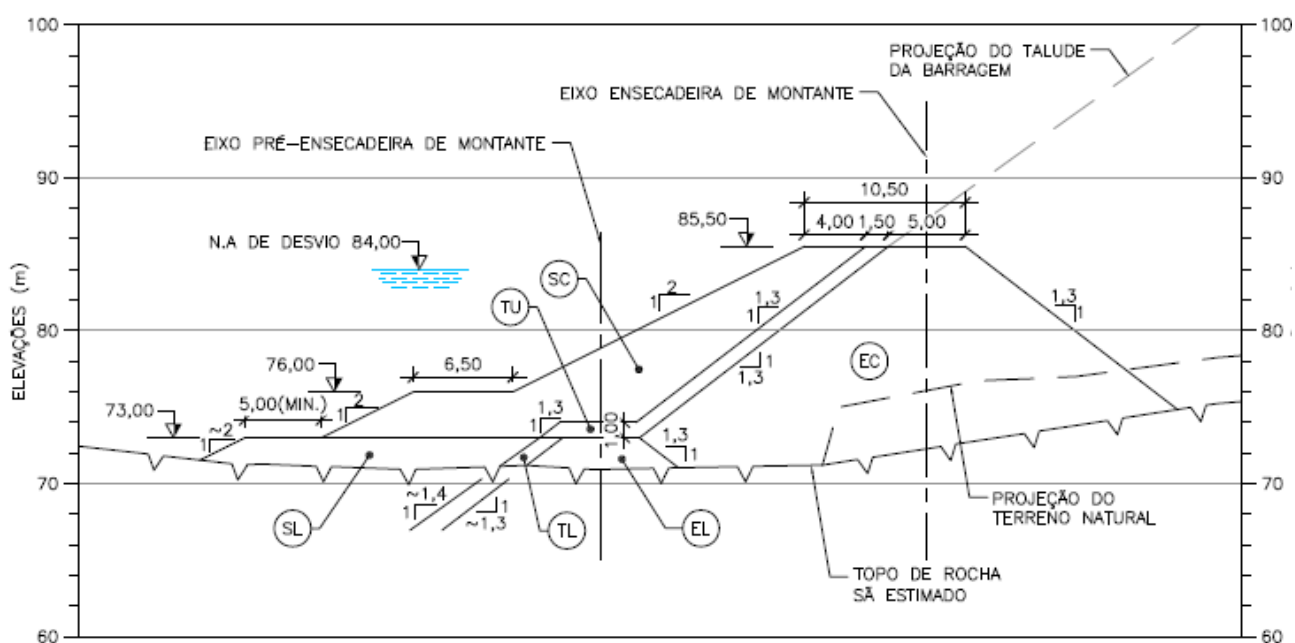 100
100
PROJEÇÃO DO TALUDE
DA BARRAGEM
EIXO ENSECADEIRA DE MONTANTE
EIXO PRÉ-ENSECADEIRA DE MONTANTE
90
90
10,50
4,00
1,50
5,00
85,50
N.A DE DESVIO 84,00
SC
2
1
1,3
1
1,3
1
TU
ELEVAÇÕES (m)
80
80
76,00
6,50
1
1,3
EC
5,00(MIN.)
2
1
73,00
~2
1
1,3
1
1,00
1,3
1
70
70
~1,4
1
1
~1,3
SL
TL
EL
PROJEÇÃO DO
TERRENO NATURAL
TOPO DE ROCHA
SÃ ESTIMADO
60
60